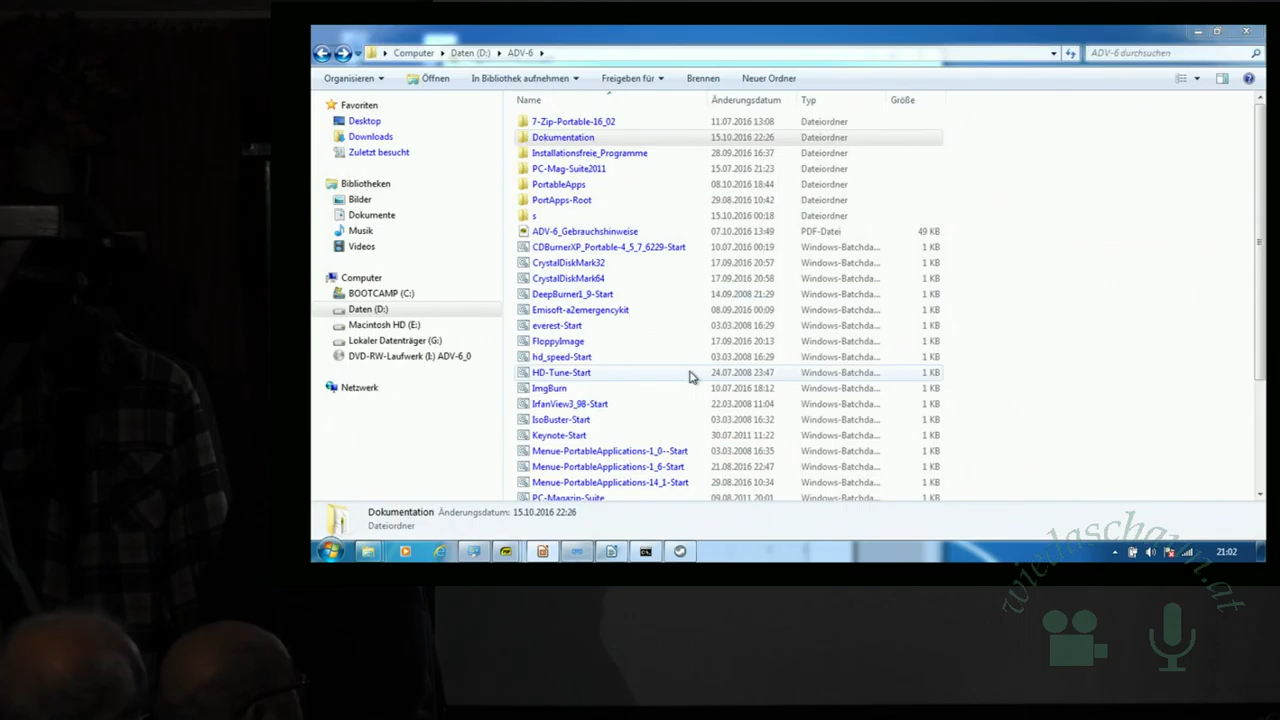 Computer Daten (D:) ADV-6
ADV-6 durchsuchen
Organisieren Öffnen In Bibliothek aufnehmen Freigeben für Brennen Neuer Ordner
Favoriten
Desktop
Downloads
Zuletzt besucht
Bibliotheken
Bilder
Dokumente
Musik
Videos
Computer
BOOTCAMP (C:)
Daten (D:)
Macintosh HD (E:)
Lokaler Datenträger (G:)
DVD-RW-Laufwerk (I:) ADV-6_0
Netzwerk
Name Änderungsdatum Typ Größe
7-Zip-Portable-16_02 11.07.2016 13:08 Dateiordner
Dokumentation 15.10.2016 22:26 Dateiordner
Installationsfreie_Programme 28.09.2016 16:37 Dateiordner
PC-Mag-Suite2011 15.07.2016 21:23 Dateiordner
PortableApps 08.10.2016 18:44 Dateiordner
PortApps-Root 29.08.2016 10:42 Dateiordner
s 15.10.2016 00:18 Dateiordner
ADV-6_Gebrauchshinweise 07.10.2016 13:49 PDF-Datei 49 KB
CDBurnerXP_Portable-4_5_7_6229-Start 10.07.2016 00:19 Windows-Batchda... 1 KB
CrystalDiskMark32 17.09.2016 20:57 Windows-Batchda... 1 KB
CrystalDiskMark64 17.09.2016 20:58 Windows-Batchda... 1 KB
DeepBurner1_9-Start 14.09.2008 21:29 Windows-Batchda... 1 KB
Emisoft-a2emergencykit 08.09.2016 00:09 Windows-Batchda... 1 KB
everest-Start 03.03.2008 16:29 Windows-Batchda... 1 KB
FloppyImage 17.09.2016 20:13 Windows-Batchda... 1 KB
hd_speed-Start 03.03.2008 16:29 Windows-Batchda... 1 KB
HD-Tune-Start 24.07.2008 23:47 Windows-Batchda... 1 KB
ImgBurn 10.07.2016 18:12 Windows-Batchda... 1 KB
IrfanView3_98-Start 22.03.2008 11:04 Windows-Batchda... 1 KB
IsoBuster-Start 03.03.2008 16:32 Windows-Batchda... 1 KB
Keynote-Start 30.07.2011 11:22 Windows-Batchda... 1 KB
Menue-PortableApplications-1_0--Start 03.03.2008 16:35 Windows-Batchda... 1 KB
Menue-PortableApplications-1_6-Start 21.08.2016 22:47 Windows-Batchda... 1 KB
Menue-PortableApplications-14_1-Start 29.08.2016 10:34 Windows-Batchda... 1 KB
PC-Magazin-Suite 09.08.2011 20:01 Windows-Batchda... 1 KB
Dokumentation Änderungsdatum: 15.10.2016 22:26
Dateiordner
21:02
wiedaschaun.at